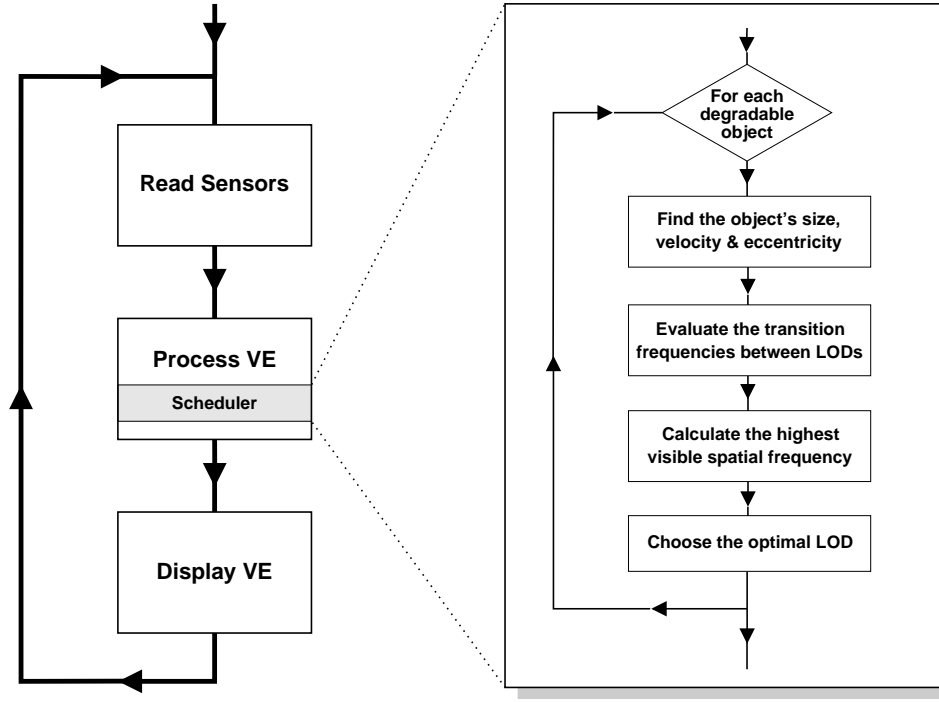 Read Sensors
Process VE
Scheduler
Display VE
For each
degradable
object
Find the object's size,
velocity & eccentricity
Evaluate the transition
frequencies between LODs
Calculate the highest
visible spatial frequency
Choose the optimal LOD